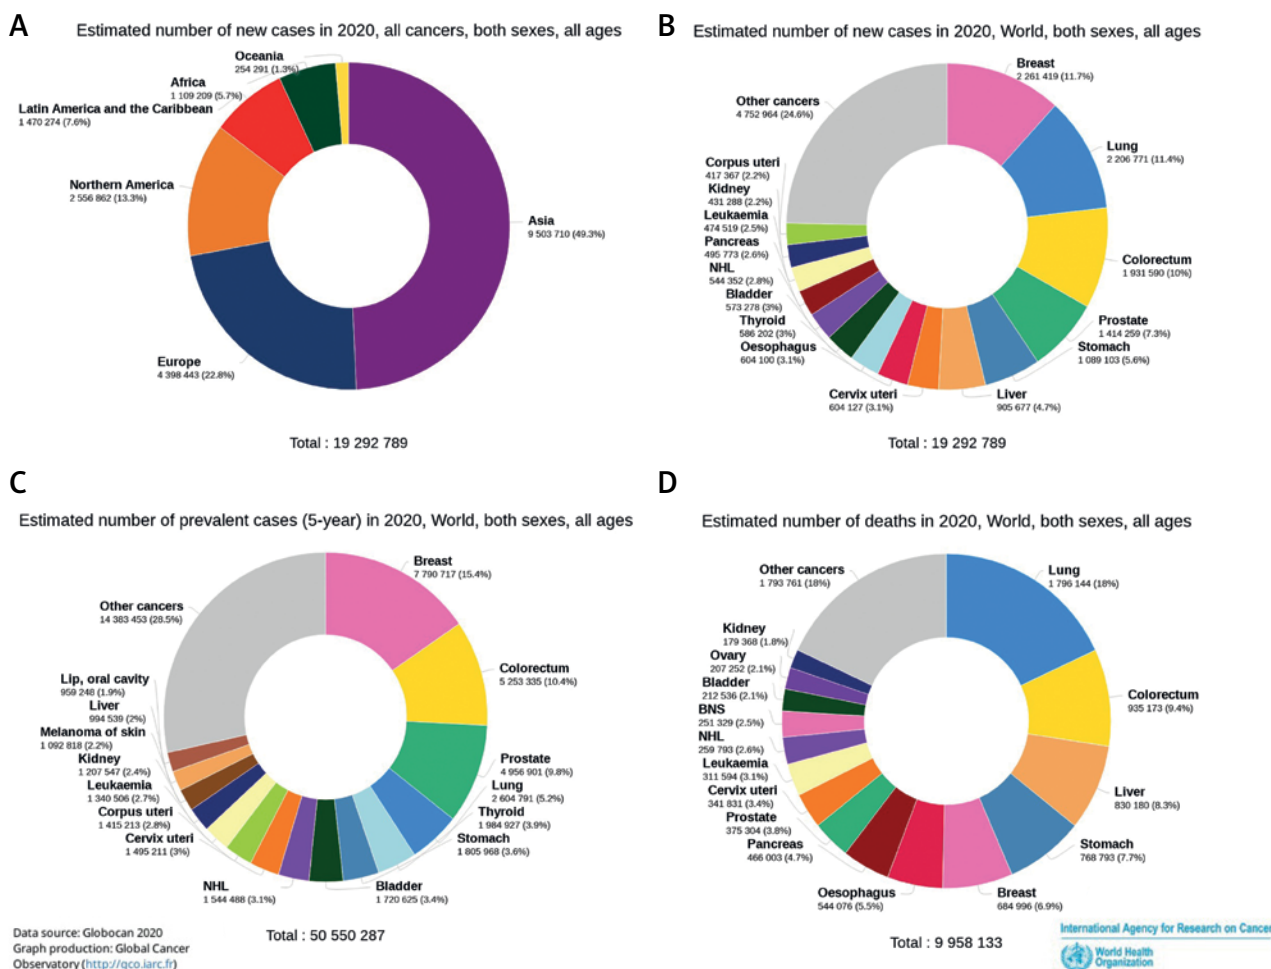 A
Estimated number of new cases in 2020, all cancers, both sexes, all ages
Oceania
254 291 (1.3%)
Africa
1 109 209 (5.7%)
Latin America and the Caribbean
1 470 274 (7.6%)
Northern America
2 556 862 (13.3%)
Asia
9 503 710 (49.3%)
Europe
4 398 443 (22.8%)
Total : 19 292 789
B
Estimated number of new cases in 2020, World, both sexes, all ages
Breast
2 261 419 (11.7%)
Other cancers
4 752 964 (24.6%)
Lung
2 206 771 (11.4%)
Corpus uteri
417 367 (2.2%)
Kidney
431 288 (2.2%)
Leukaemia
474 519 (2.5%)
Pancreas
495 773 (2.6%)
NHL
544 352 (2.8%)
Bladder
573 278 (3%)
Thyroid
586 202 (3%)
Oesophagus
604 100 (3.1%)
Colorectum
1 931 590 (10%)
Prostate
1 414 259 (7.3%)
Stomach
1 089 103 (5.6%)
Cervix uteri
604 127 (3.1%)
Liver
905 677 (4.7%)
Total : 19 292 789
C
Estimated number of prevalent cases (5-year) in 2020, World, both sexes, all ages
Breast
7 790 717 (15.4%)
Other cancers
14 383 453 (28.5%)
Colorectum
5 253 335 (10.4%)
Lip, oral cavity
959 248 (1.9%)
Liver
994 539 (2%)
Melanoma of skin
1 092 818 (2.2%)
Kidney
1 207 547 (2.4%)
Leukaemia
1 340 506 (2.7%)
Corpus uteri
1 415 213 (2.8%)
Cervix uteri
1 495 211 (3%)
Prostate
4 956 901 (9.8%)
Lung
2 604 791 (5.2%)
Thyroid
1 984 927 (3.9%)
Stomach
1 805 968 (3.6%)
NHL
1 544 488 (3.1%)
Bladder
1 720 625 (3.4%)
Total : 50 550 287
D
Estimated number of deaths in 2020, World, both sexes, all ages
Other cancers
1 793 761 (18%)
Lung
1 796 144 (18%)
Kidney
179 368 (1.8%)
Ovary
207 252 (2.1%)
Bladder
212 536 (2.1%)
BNS
251 329 (2.5%)
NHL
259 793 (2.6%)
Leukaemia
311 594 (3.1%)
Cervix uteri
341 831 (3.4%)
Prostate
375 304 (3.8%)
Pancreas
466 003 (4.7%)
Colorectum
935 173 (9.4%)
Liver
830 180 (8.3%)
Stomach
768 793 (7.7%)
Oesophagus
544 076 (5.5%)
Breast
684 996 (6.9%)
Total : 9 958 133
Data source: Globocan 2020
Graph production: Global Cancer
Observatory (http://gco.iarc.fr)
International Agency for Research on Cancer
World Health
Organization